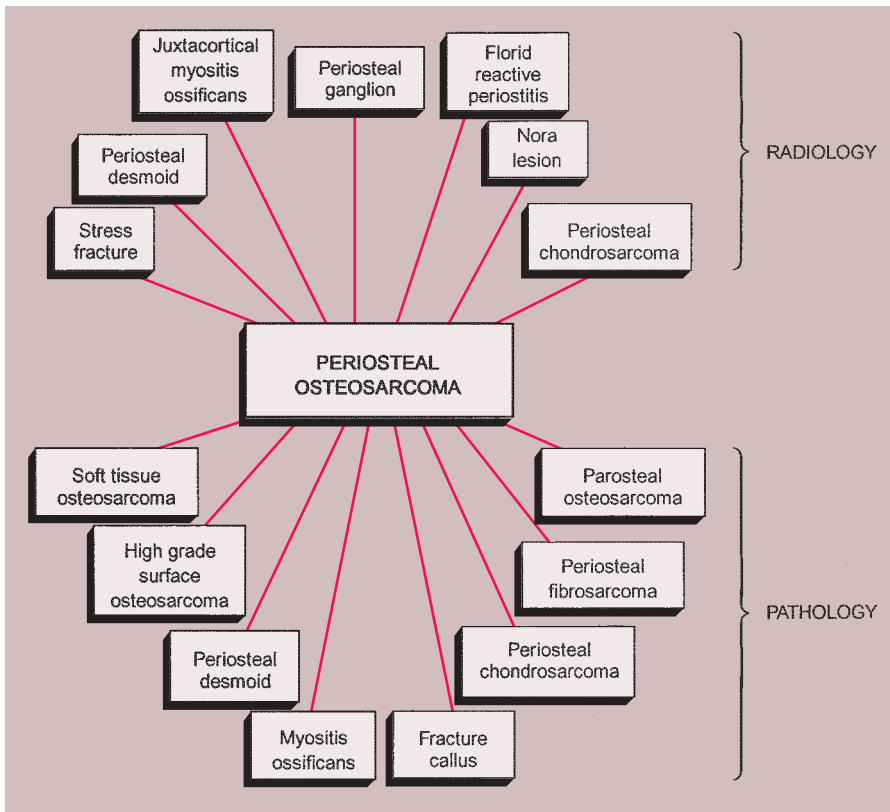 Juxtacortical
myositis
ossificans
Periosteal
ganglion
Florid
reactive
periostitis
Nora
lesion
Periosteal
desmoid
Stress
fracture
Periosteal
chondrosarcoma
RADIOLOGY
PERIOSTEAL
OSTEOSARCOMA
Soft tissue
osteosarcoma
Parosteal
osteosarcoma
High grade
surface
osteosarcoma
Periosteal
fibrosarcoma
PATHOLOGY
Periosteal
desmoid
Periosteal
chondrosarcoma
Myositis
ossificans
Fracture
callus